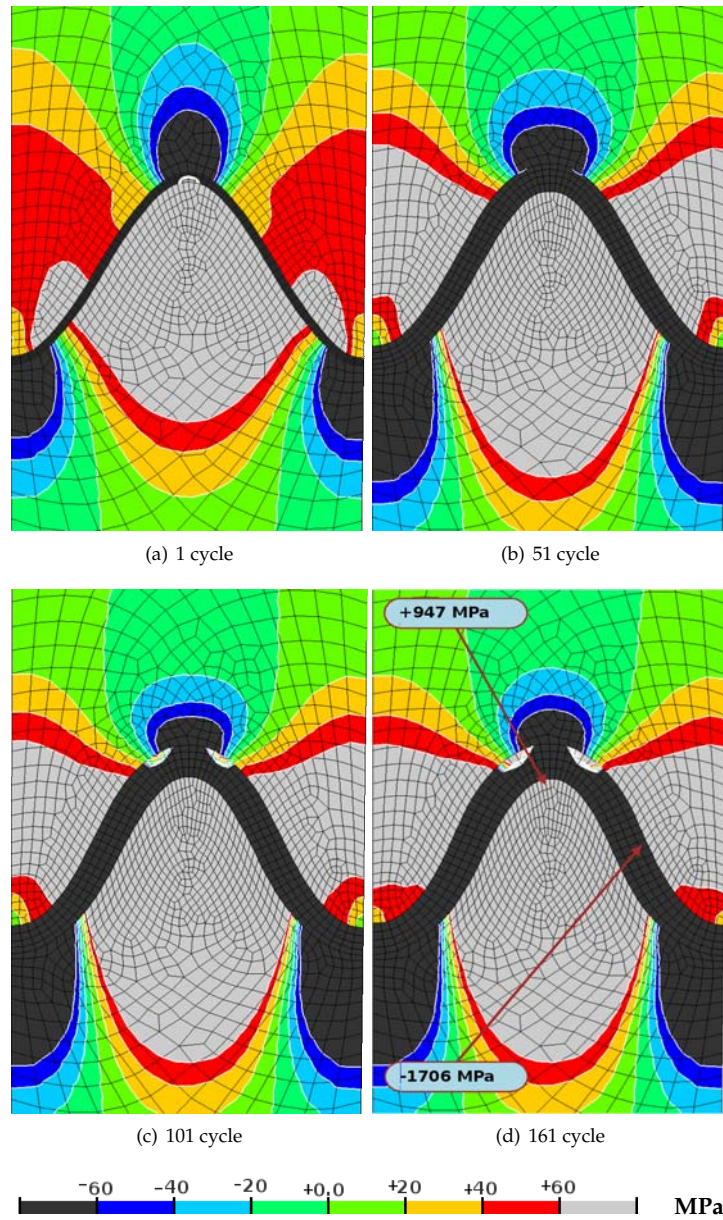 (a) 1 cycle
(b) 51 cycle
+947 MPa
-1706 MPa
(c) 101 cycle
(d) 161 cycle
-60 -40 -20 +0.0 +20 +40 +60 MPa